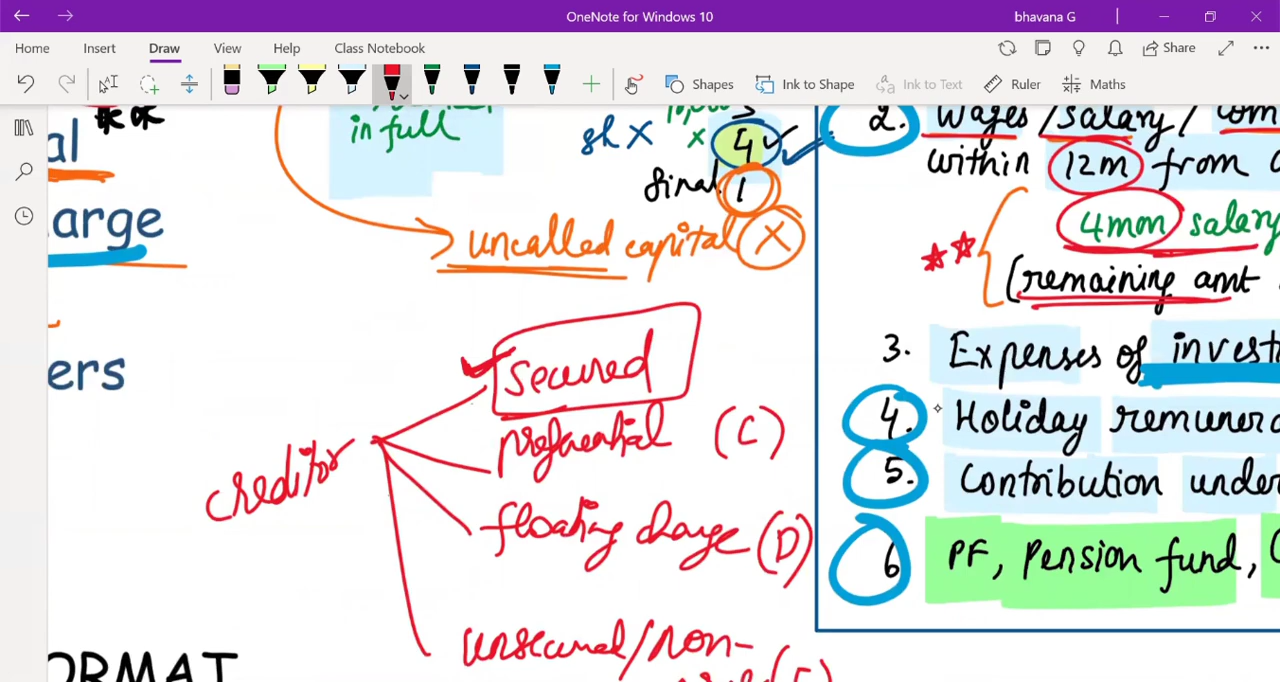 OneNote for Windows 10
bhavana G
Home Insert Draw View Help Class Notebook
Share
Shapes Ink to Shape Ink to Text Ruler Maths
in full
sh X x 4
final 1
uncalled capital X
al
arge
ers
creditor
secured
preferential (C)
floating charge (D)
unsecured/non-
ORMAT
2. Wages/salary/com
within 12m from
4mon salary
(remaining amt
3. Expenses of invest
4. Holiday remunera
5. Contribution unde
6 PF, Pension fund,